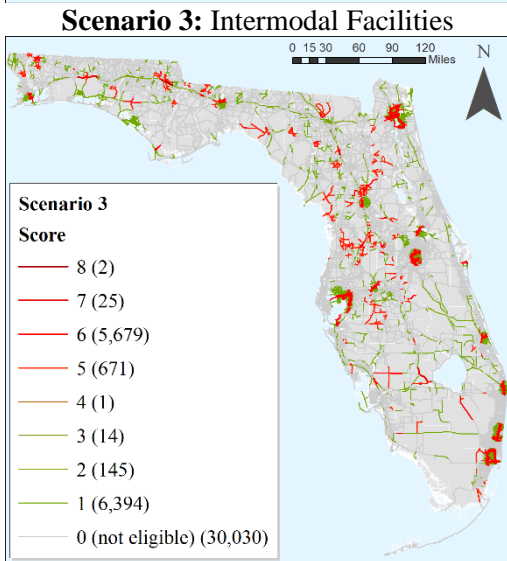 Scenario 3: Intermodal Facilities
0 15 30 60 90 120
Miles
N
Scenario 3
Score
8 (2)
7 (25)
6 (5,679)
5 (671)
4 (1)
3 (14)
2 (145)
1 (6,394)
0 (not eligible) (30,030)